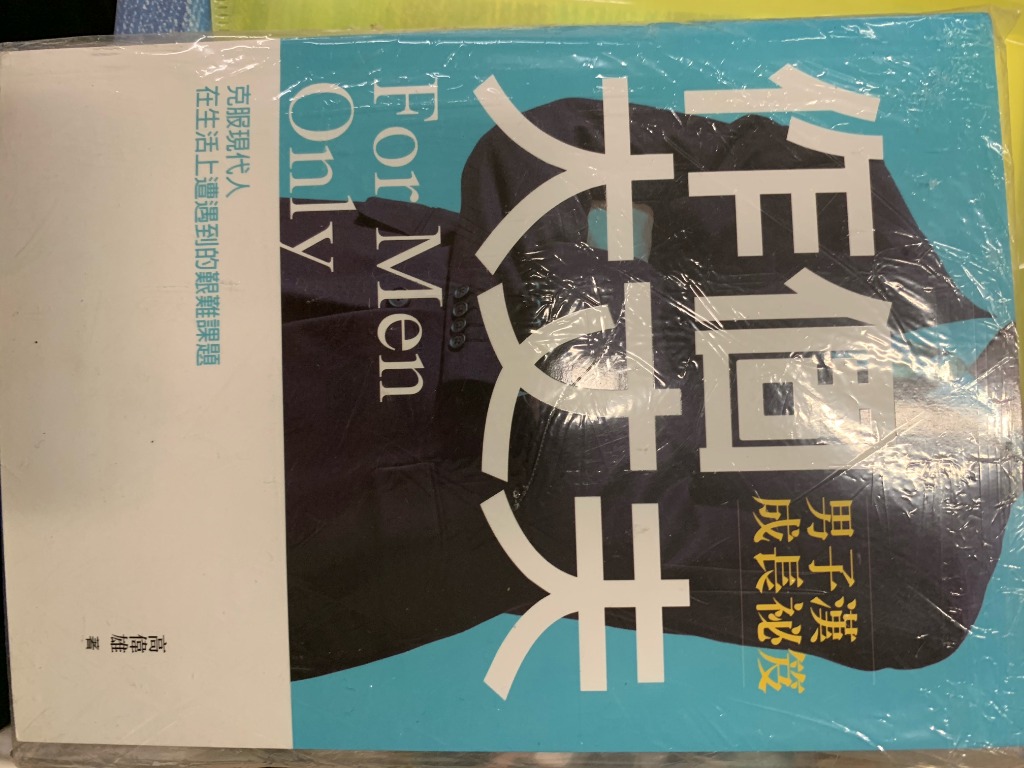 作個
大丈夫
男子漢
成長祕笈
For Men
Only
克服現代人
在生活上遭遇到的艱難課題
高偉雄 著